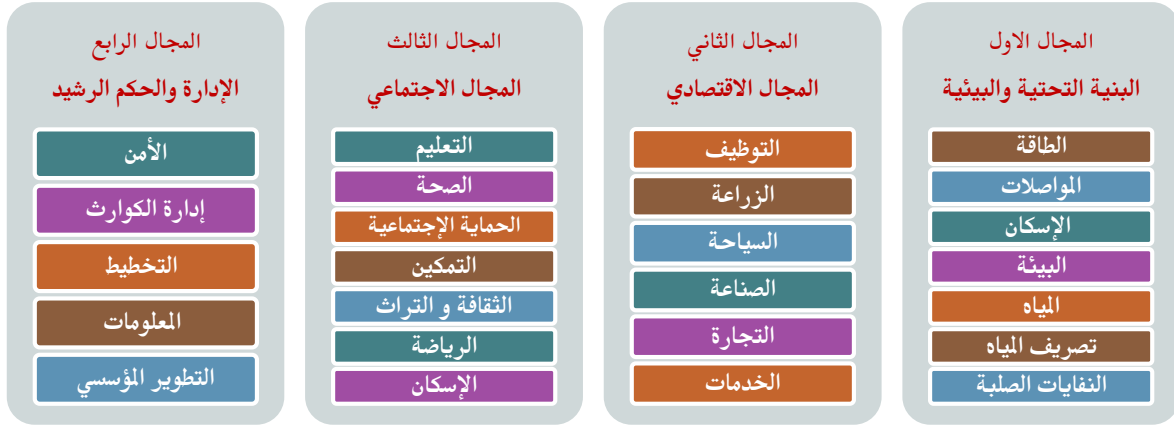 المجال الاول
البنية التحتية والبيئية
الطاقة
المواصلات
الإسكان
البيئة
المياه
تصريف المياه
النفايات الصلبة
المجال الثاني
المجال الاقتصادي
التوظيف
الزراعة
السياحة
الصناعة
التجارة
الخدمات
المجال الثالث
المجال الاجتماعي
التعليم
الصحة
الحماية الإجتماعية
التمكين
الثقافة و التراث
الرياضة
الإسكان
المجال الرابع
الإدارة والحكم الرشيد
الأمن
إدارة الكوارث
التخطيط
المعلومات
التطوير المؤسسي